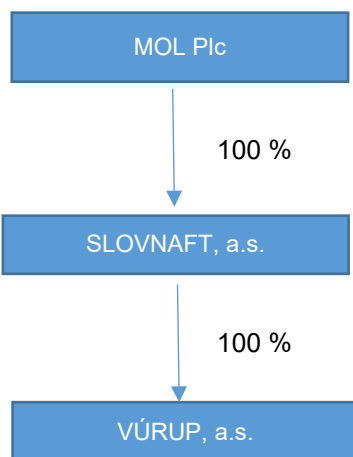 MOL Plc
100 %
SLOVNAFT, a.s.
100 %
VÚRUP, a.s.